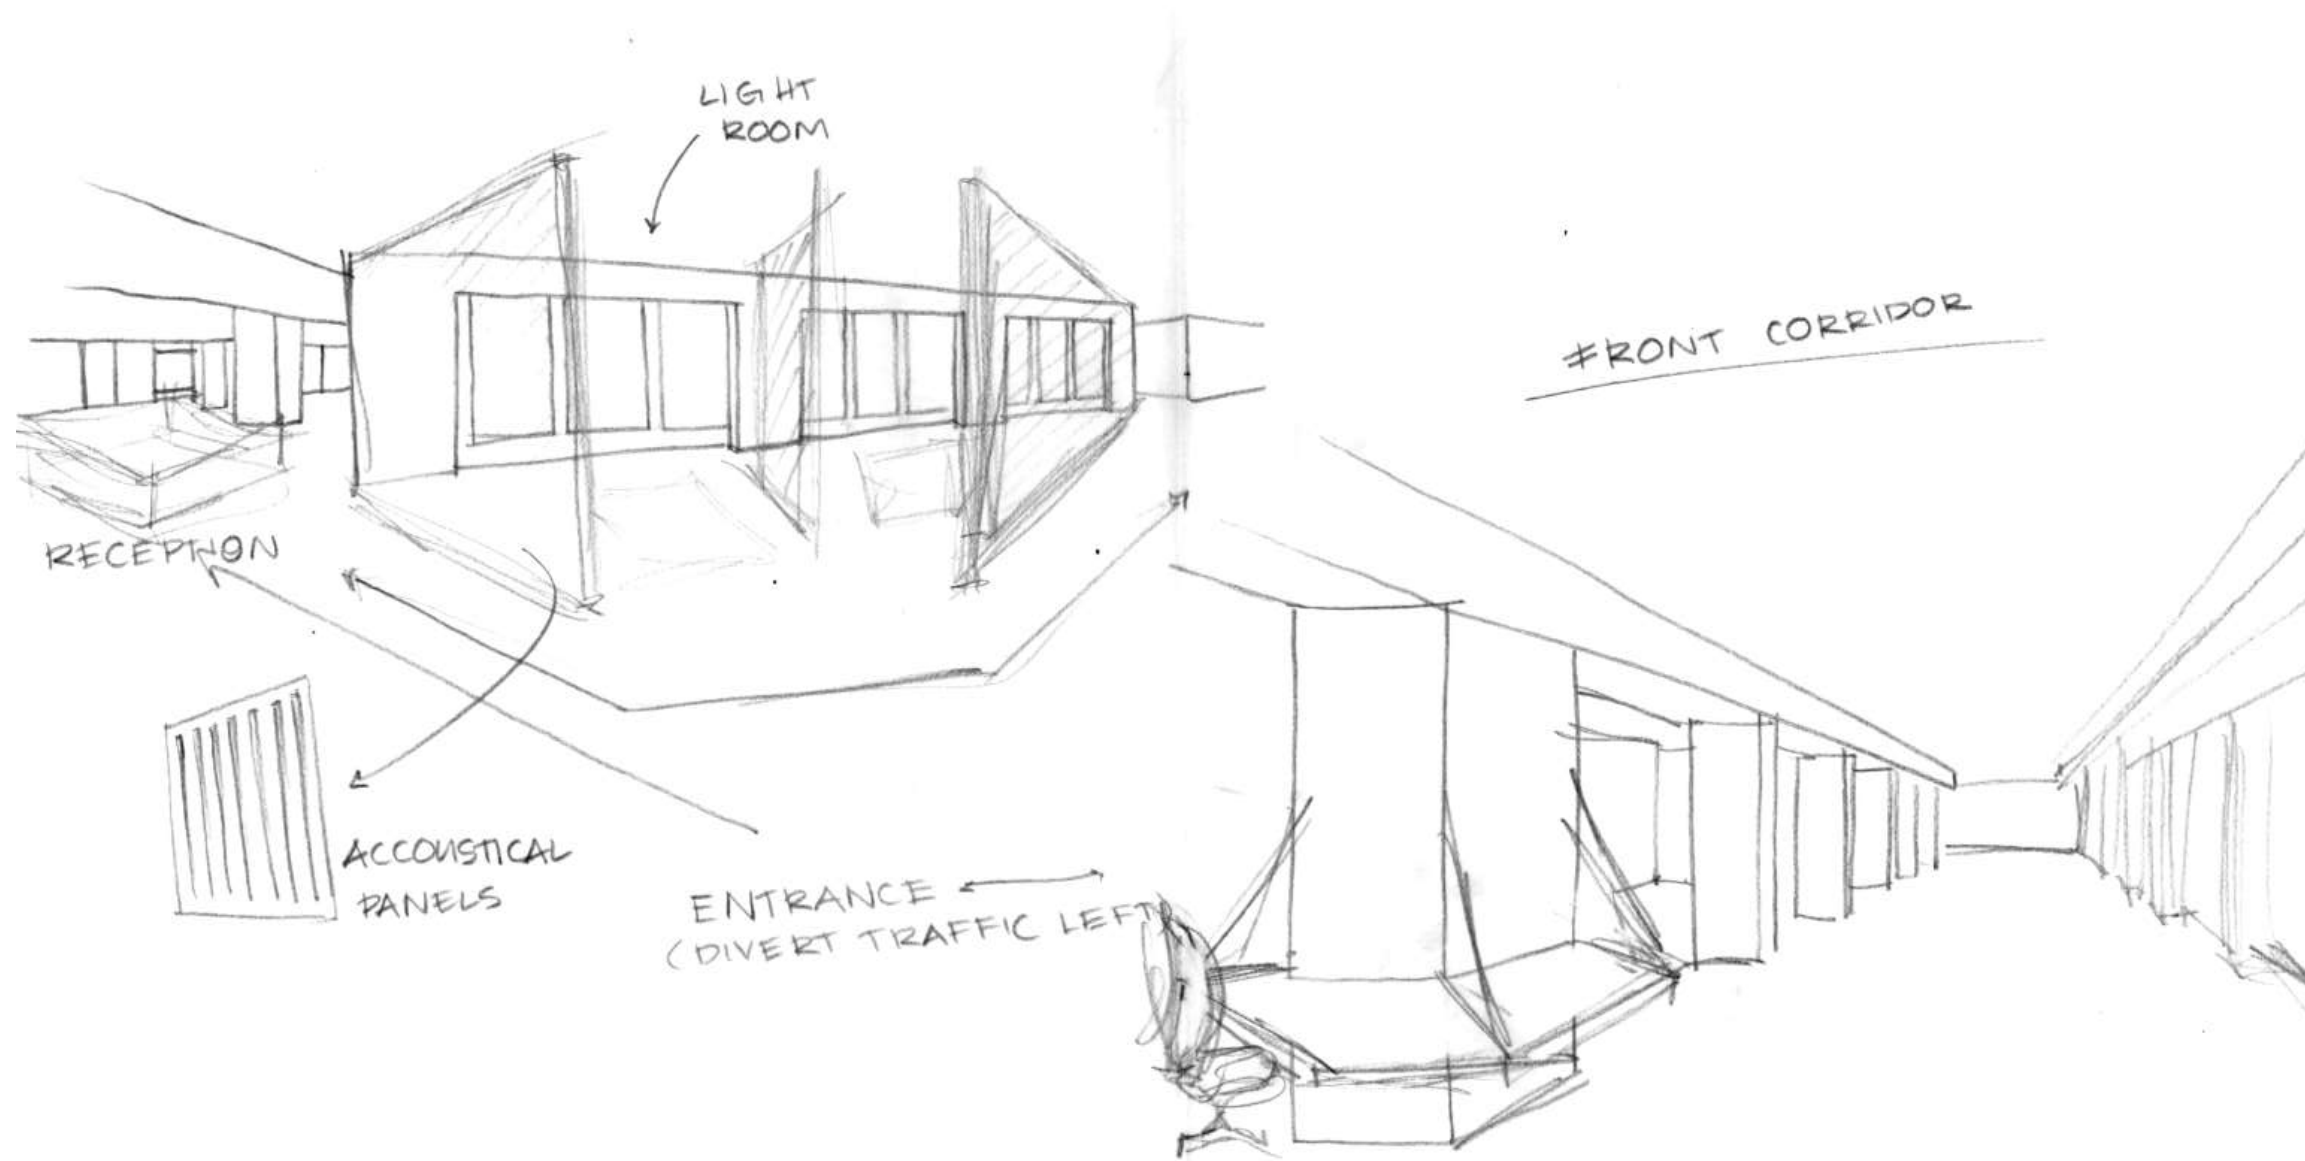 LIGHT
ROOM
FRONT CORRIDOR
RECEPTION
ACCOUSTICAL
PANELS
ENTRANCE
(DIVERT TRAFFIC LEFT)